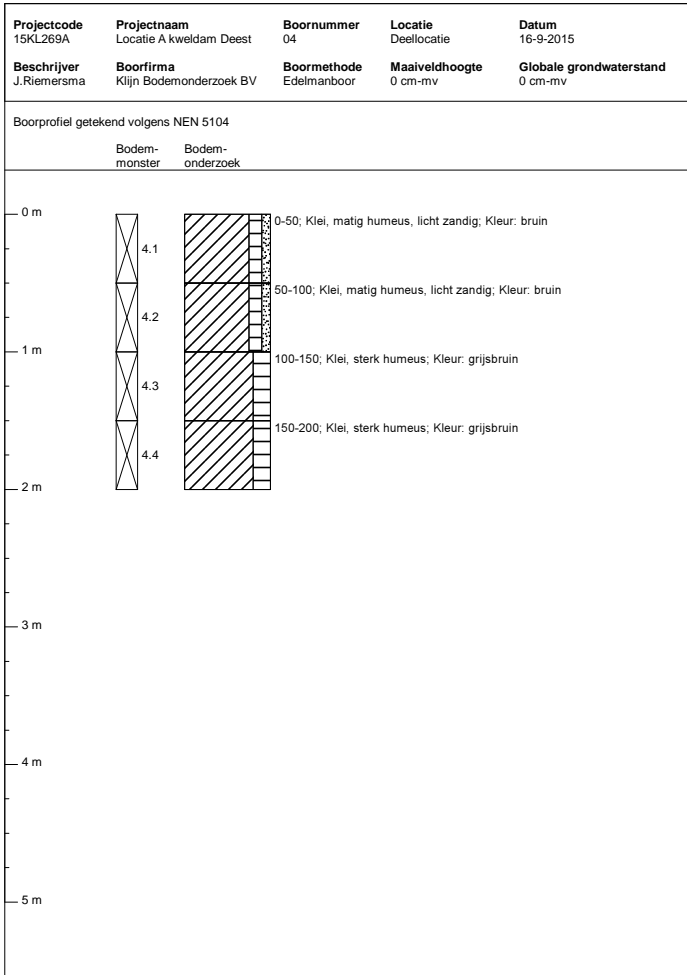 Projectcode Projectnaam Boornummer Locatie Datum
15KL269A Locatie A kweldam Deest 04 Deellocatie 16-9-2015
Beschrijver Boorfirma Boormethode Maaiveldhoogte Globale grondwaterstand
J.Riemersma Klijn Bodemonderzoek BV Edelmanboor 0 cm-mv 0 cm-mv
Boorprofiel getekend volgens NEN 5104
Bodem- Bodem-
monster onderzoek
0 m
0-50; Klei, matig humeus, licht zandig; Kleur: bruin
4.1
50-100; Klei, matig humeus, licht zandig; Kleur: bruin
4.2
1 m
100-150; Klei, sterk humeus; Kleur: grijsbruin
4.3
150-200; Klei, sterk humeus; Kleur: grijsbruin
4.4
2 m
3 m
4 m
5 m